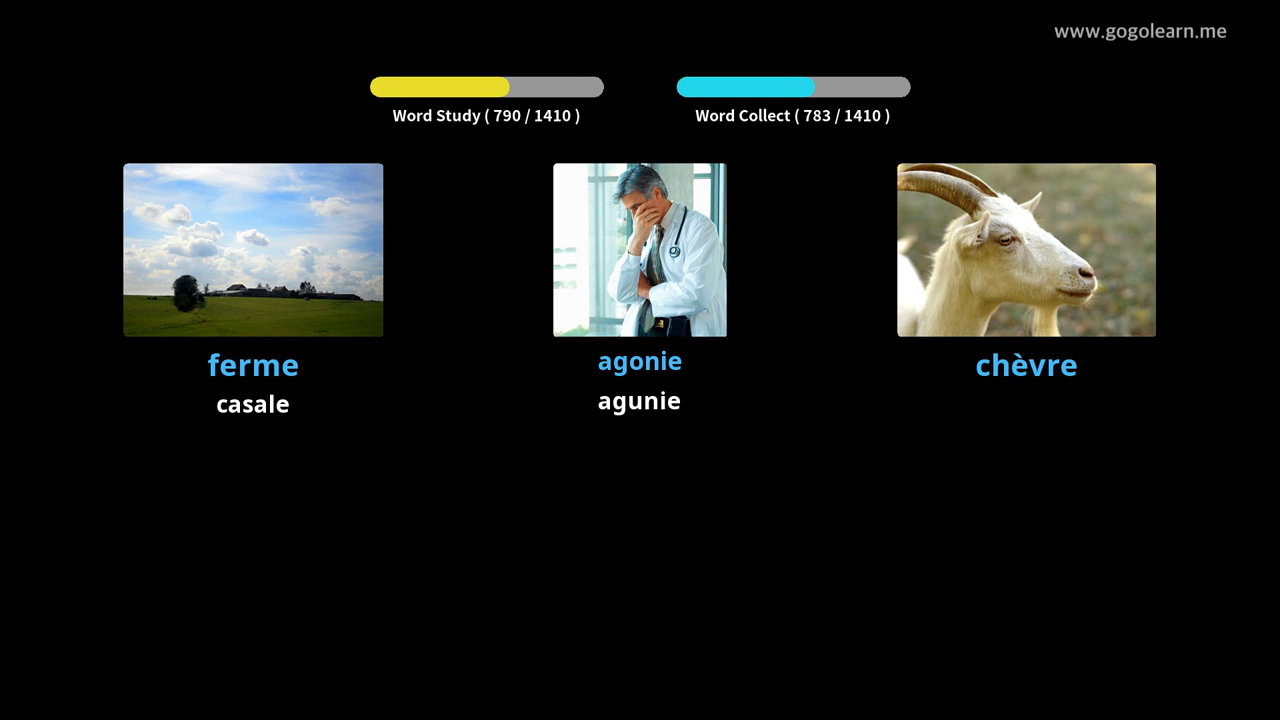 www.gogolearn.me
Word Study ( 790 / 1410 )
Word Collect ( 783 / 1410 )
ferme
casale
agonie
agunie
chèvre